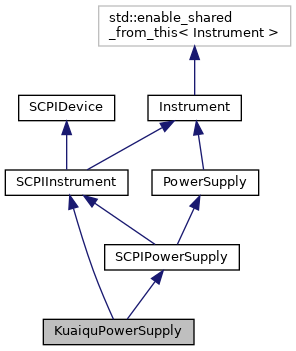 std::enable_shared
_from_this< Instrument >
SCPIDevice
Instrument
SCPIInstrument
PowerSupply
SCPIPowerSupply
KuaiquPowerSupply